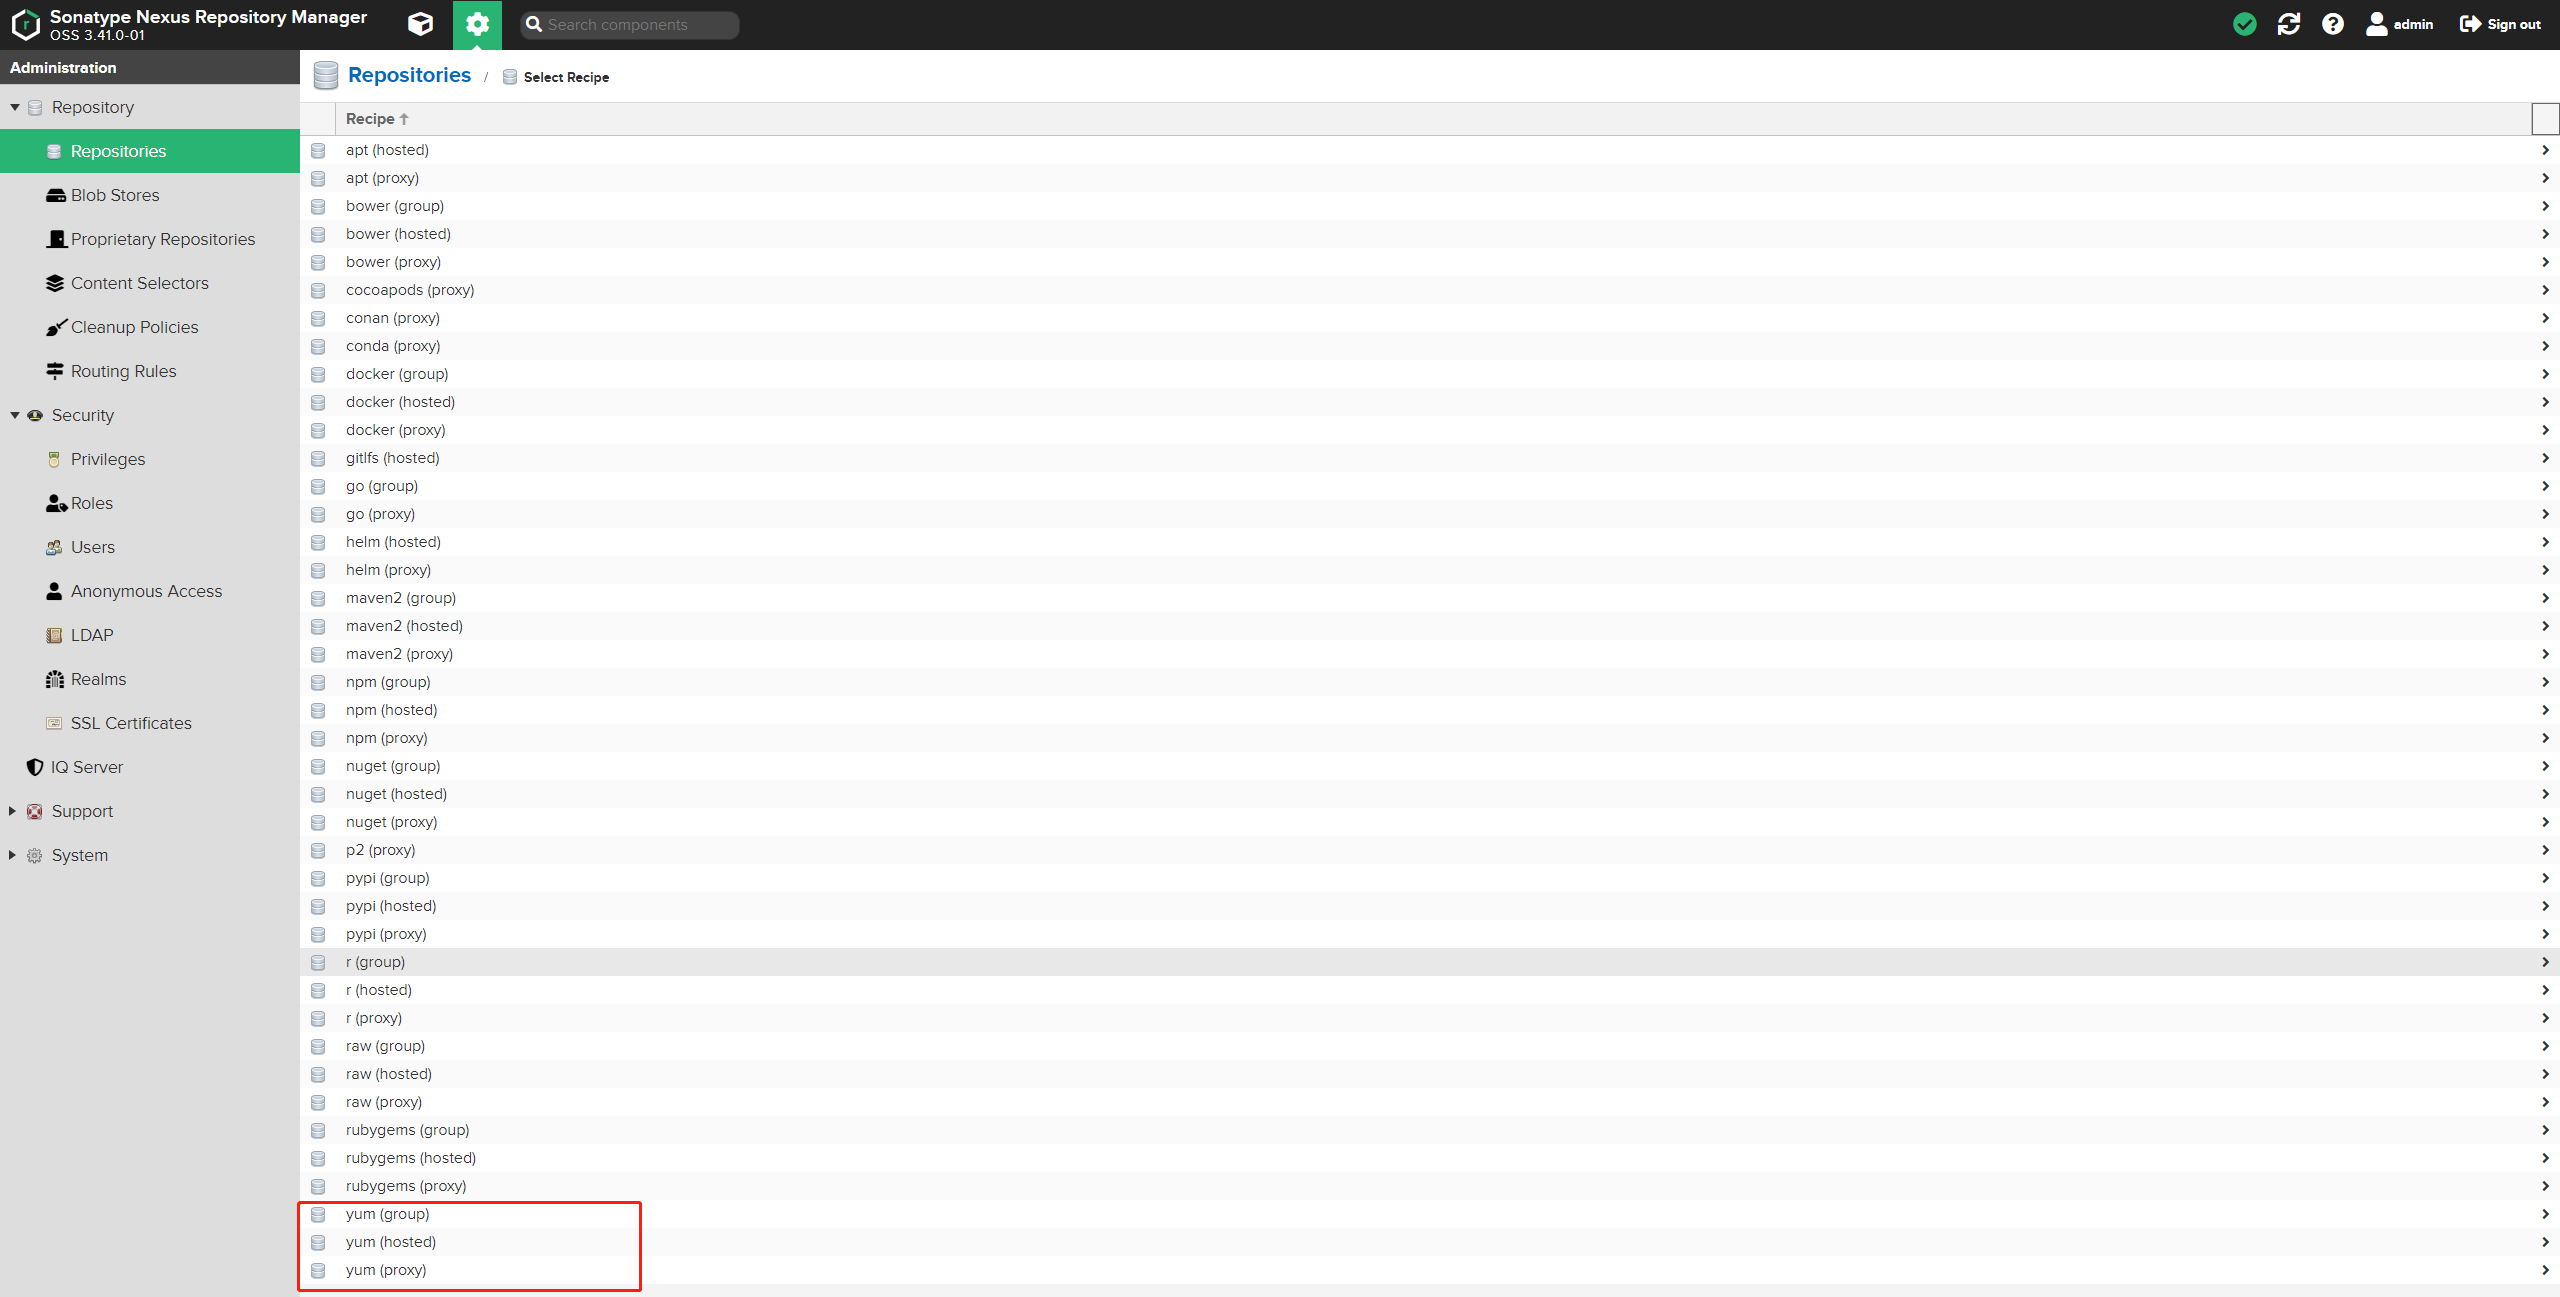 Sonatype Nexus Repository Manager
OSS 3.41.0-01
Search components
admin
Sign out
Administration
Repository
Repositories
Blob Stores
Proprietary Repositories
Content Selectors
Cleanup Policies
Routing Rules
Security
Privileges
Roles
Users
Anonymous Access
LDAP
Realms
SSL Certificates
IQ Server
Support
System
Repositories / Select Recipe
Recipe
apt (hosted)
apt (proxy)
bower (group)
bower (hosted)
bower (proxy)
cocoapods (proxy)
conan (proxy)
conda (proxy)
docker (group)
docker (hosted)
docker (proxy)
gitlfs (hosted)
go (group)
go (proxy)
helm (hosted)
helm (proxy)
maven2 (group)
maven2 (hosted)
maven2 (proxy)
npm (group)
npm (hosted)
npm (proxy)
nuget (group)
nuget (hosted)
nuget (proxy)
p2 (proxy)
pypi (group)
pypi (hosted)
pypi (proxy)
r (group)
r (hosted)
r (proxy)
raw (group)
raw (hosted)
raw (proxy)
rubygems (group)
rubygems (hosted)
rubygems (proxy)
yum (group)
yum (hosted)
yum (proxy)